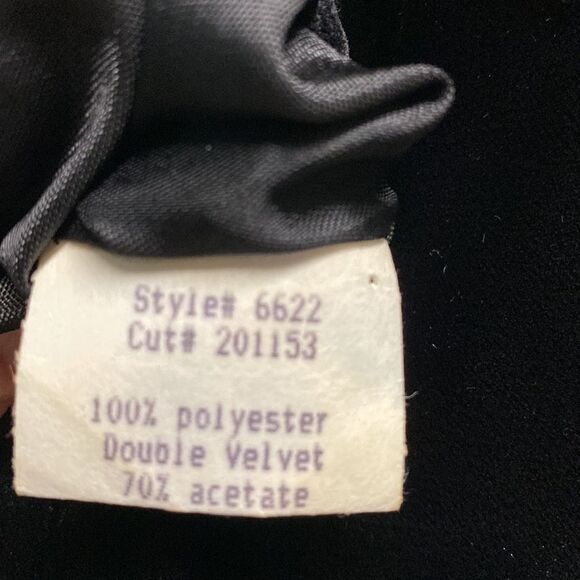 Style# 6622
Cut# 201153
100% polyester
Double Velvet
70% acetate